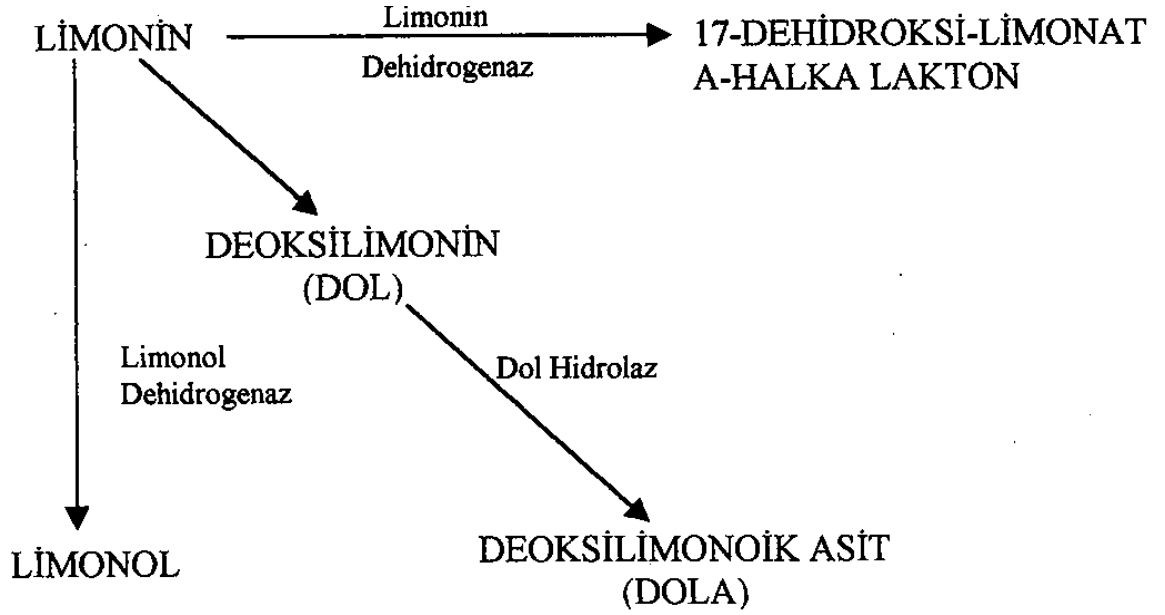 LİMONİN
Limonin
Dehidrogenaz
17-DEHİDROKSİ-LİMONAT
A-HALKA LAKTON
DEOKSİLİMONİN
(DOL)
Limonol
Dehidrogenaz
Dol Hidrolaz
LİMONOL
DEOKSİLİMONOİK ASİT
(DOLA)